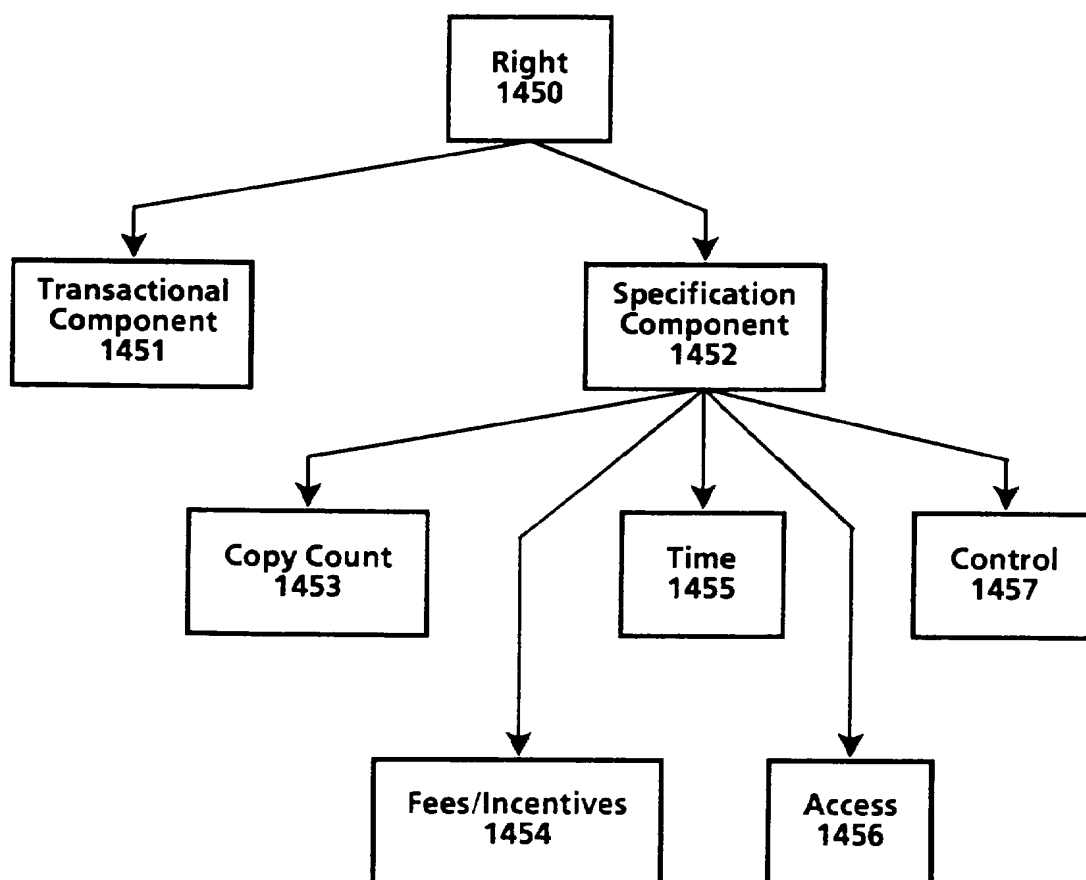 Right
1450
Transactional
Component
1451
Specification
Component
1452
Copy Count
1453
Time
1455
Control
1457
Fees/Incentives
1454
Access
1456